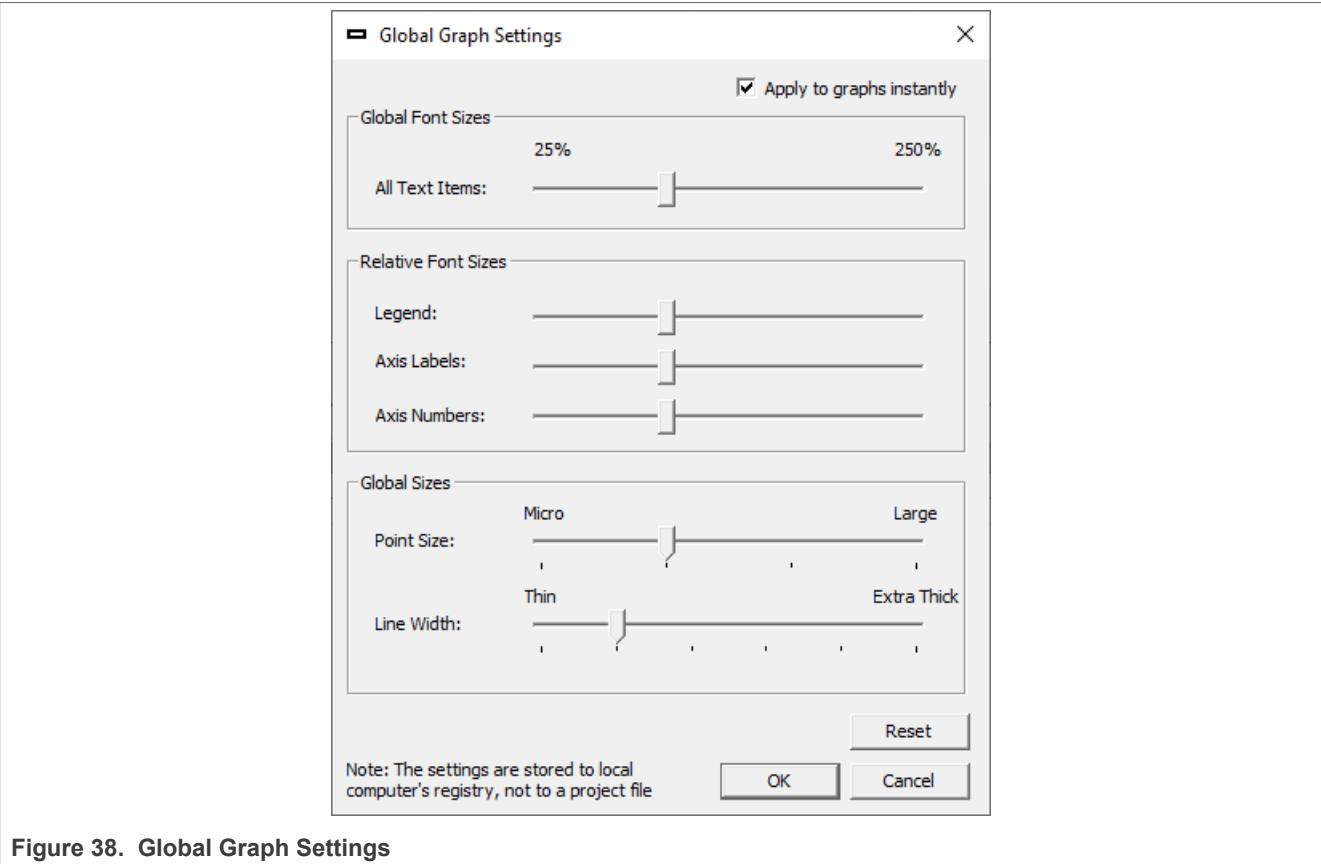 Global Graph Settings
Apply to graphs instantly
Global Font Sizes
25% 250%
All Text Items:
Relative Font Sizes
Legend:
Axis Labels:
Axis Numbers:
Global Sizes
Micro Large
Point Size:
Thin Extra Thick
Line Width:
Reset
Note: The settings are stored to local
computer's registry, not to a project file
OK Cancel
Figure 38. Global Graph Settings